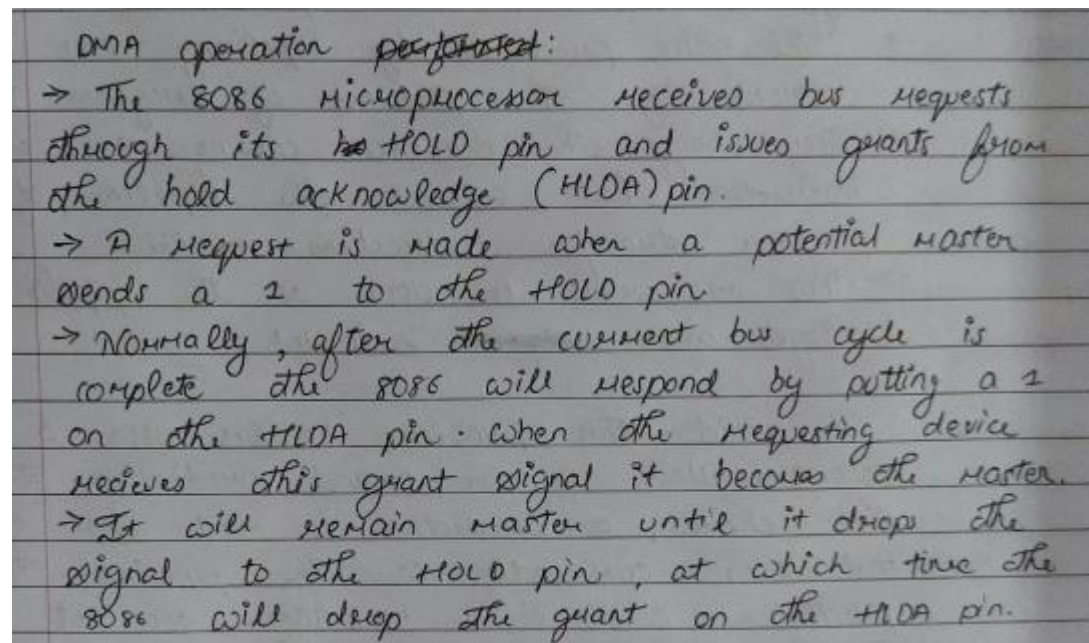 DMA operation performed:
→ The 8086 microprocessor received bus requests
through its HOLD pin and issues grants from
the hold acknowledge (HLDA) pin.
→ A request is made when a potential master
sends a 1 to the HOLD pin
→ Normally, after the current bus cycle is
complete the 8086 will respond by putting a 1
on the HLDA pin. when the requesting device
recieves this grant signal it becomes the master.
→ It will remain master until it drops the
signal to the HOLD pin, at which time the
8086 will drop the grant on the HLDA pin.